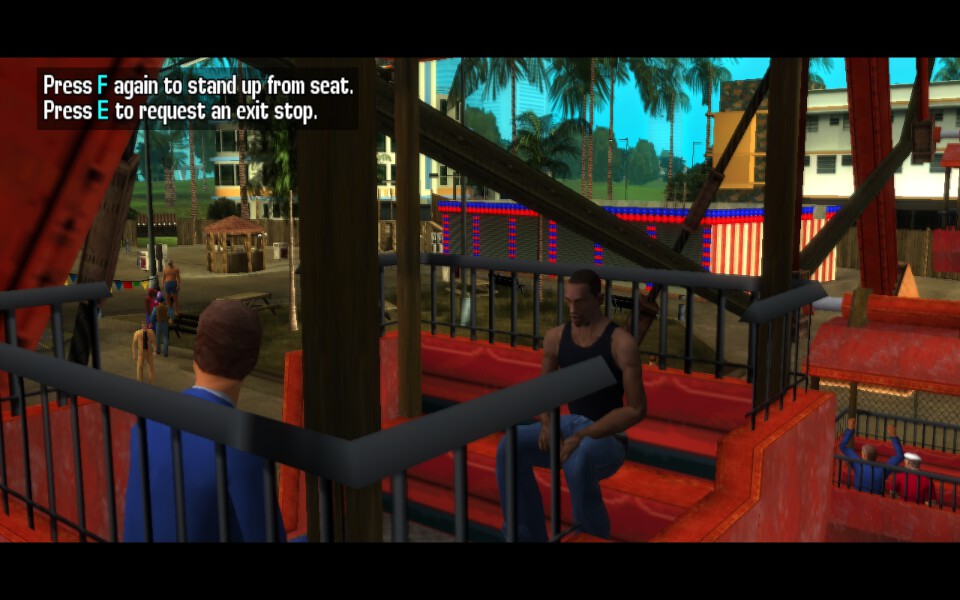 Press F again to stand up from seat.
Press E to request an exit stop.